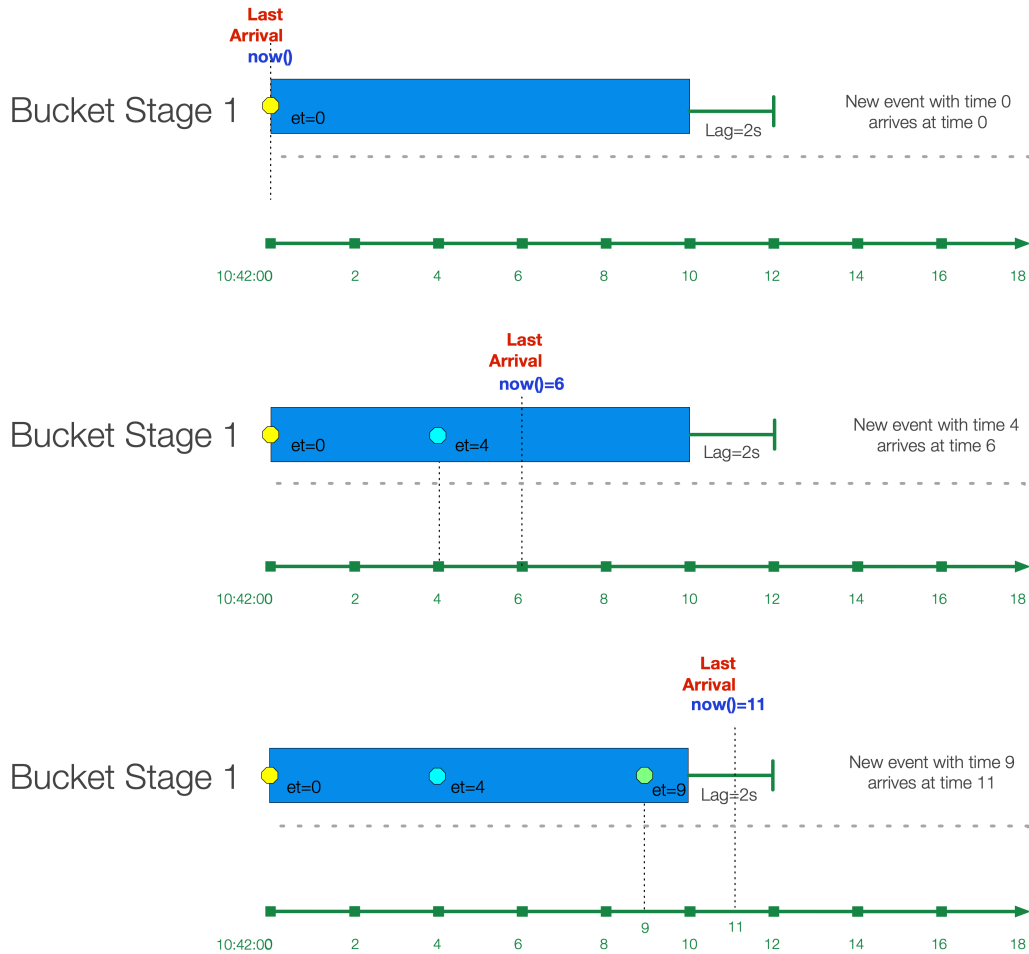 Last
Arrival
now()
Bucket Stage 1
et=0
Lag=2s
New event with time 0
arrives at time 0
10:42:00
0
2
4
6
8
10
12
14
16
18
Last
Arrival
now()=6
Bucket Stage 1
et=0
et=4
Lag=2s
New event with time 4
arrives at time 6
10:42:00
0
2
4
6
8
10
12
14
16
18
Last
Arrival
now()=11
Bucket Stage 1
et=0
et=4
et=9
Lag=2s
New event with time 9
arrives at time 11
9
11
10:42:00
0
2
4
6
8
10
12
14
16
18